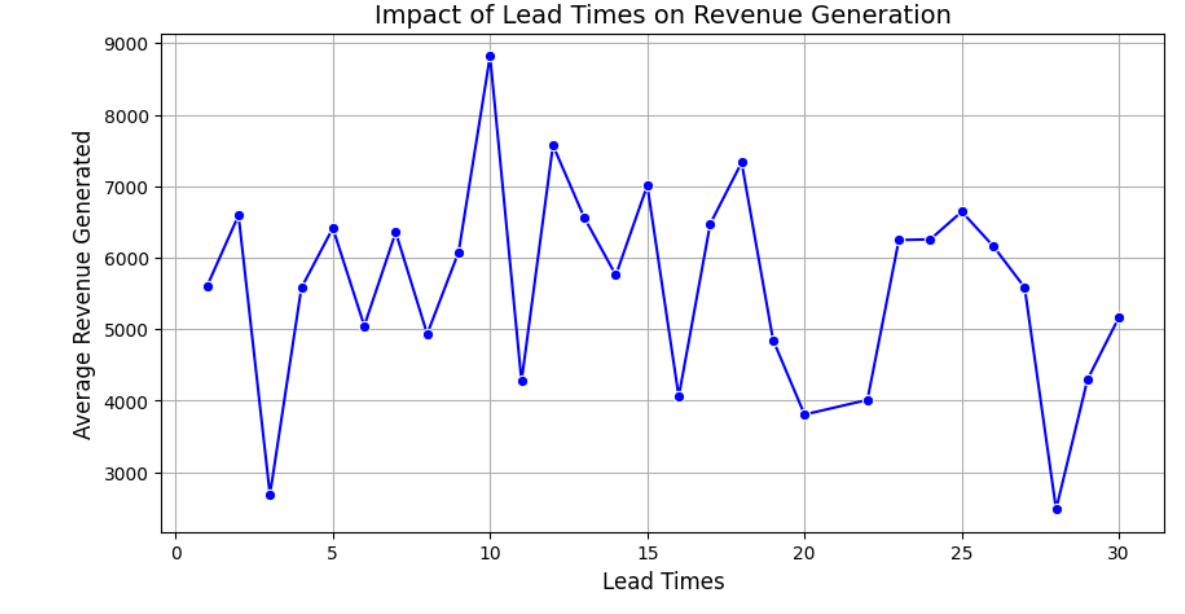 Impact of Lead Times on Revenue Generation
Average Revenue Generated
9000
8000
7000
6000
5000
4000
3000
0 5 10 15 20 25 30
Lead Times